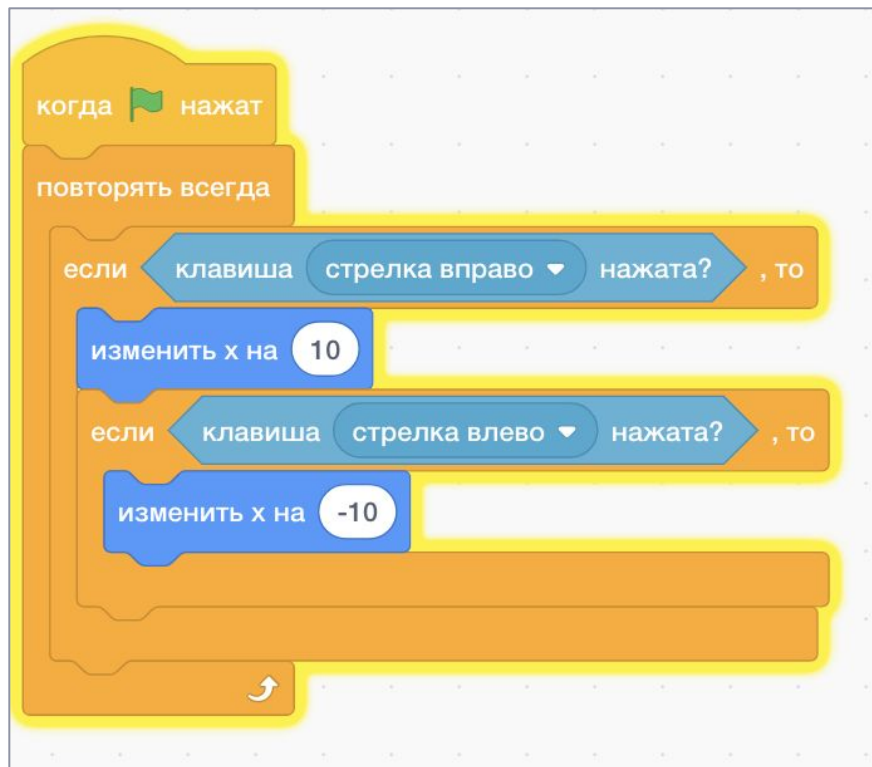 когда нажат
повторять всегда
если клавиша стрелка вправо нажата? , то
изменить x на 10
если клавиша стрелка влево нажата? , то
изменить x на -10